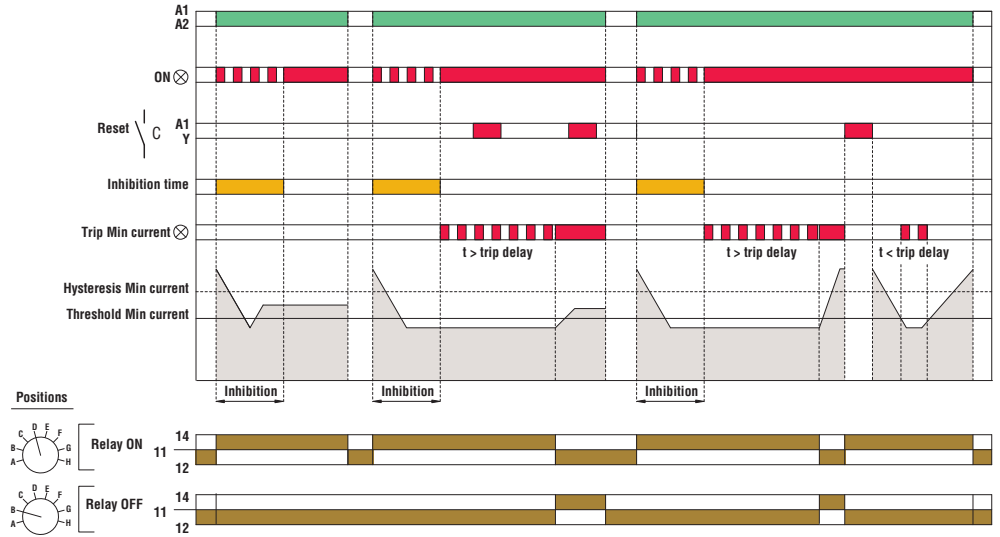 A1
A2
ON
Reset C A1
Y
Inhibition time
Trip Min current
t > trip delay t > trip delay t < trip delay
Hysteresis Min current
Threshold Min current
Inhibition Inhibition Inhibition
Positions
A B C D E F G H
Relay ON 11 14
12
A B C D E F G H
Relay OFF 11 14
12